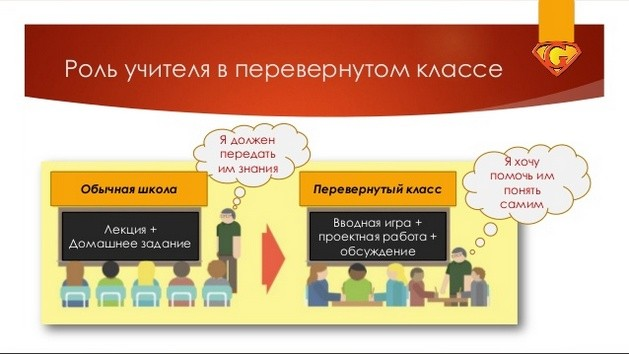 Роль учителя в перевернутом классе
G
Я должен
передать
им знания
Обычная школа
Лекция +
Домашнее задание
Я хочу
помочь им
понять
самим
Перевернутый класс
Вводная игра +
проектная работа +
обсуждение